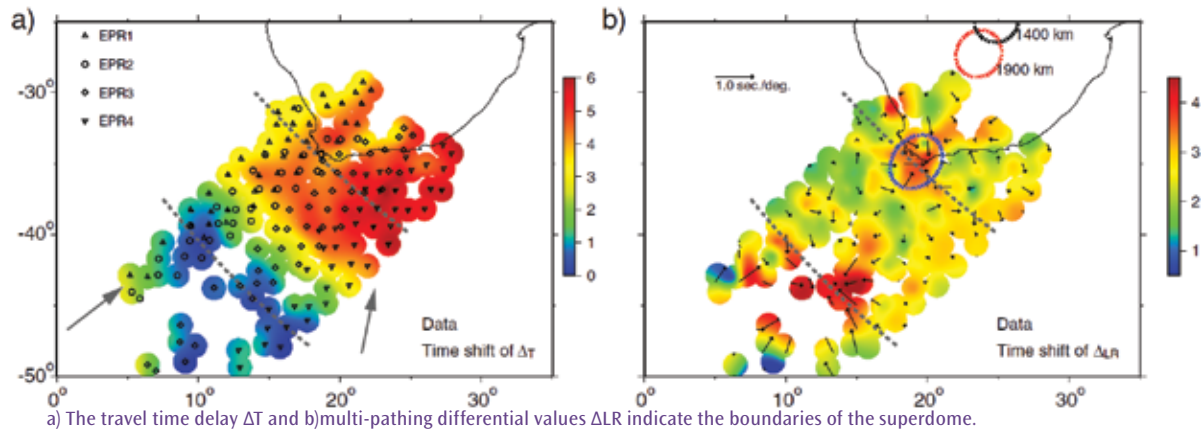 a)
EPR1
EPR2
EPR3
EPR4
-30°
-40°
-50°
0°
10°
20°
30°
6
5
4
3
2
1
0
Data
Time shift of ΔT
b)
1400 km
1900 km
1.0 sec./deg.
4
3
2
1
0°
10°
20°
30°
Data
Time shift of ΔLR
a) The travel time delay ΔT and b)multi-pathing differential values ΔLR indicate the boundaries of the superdome.